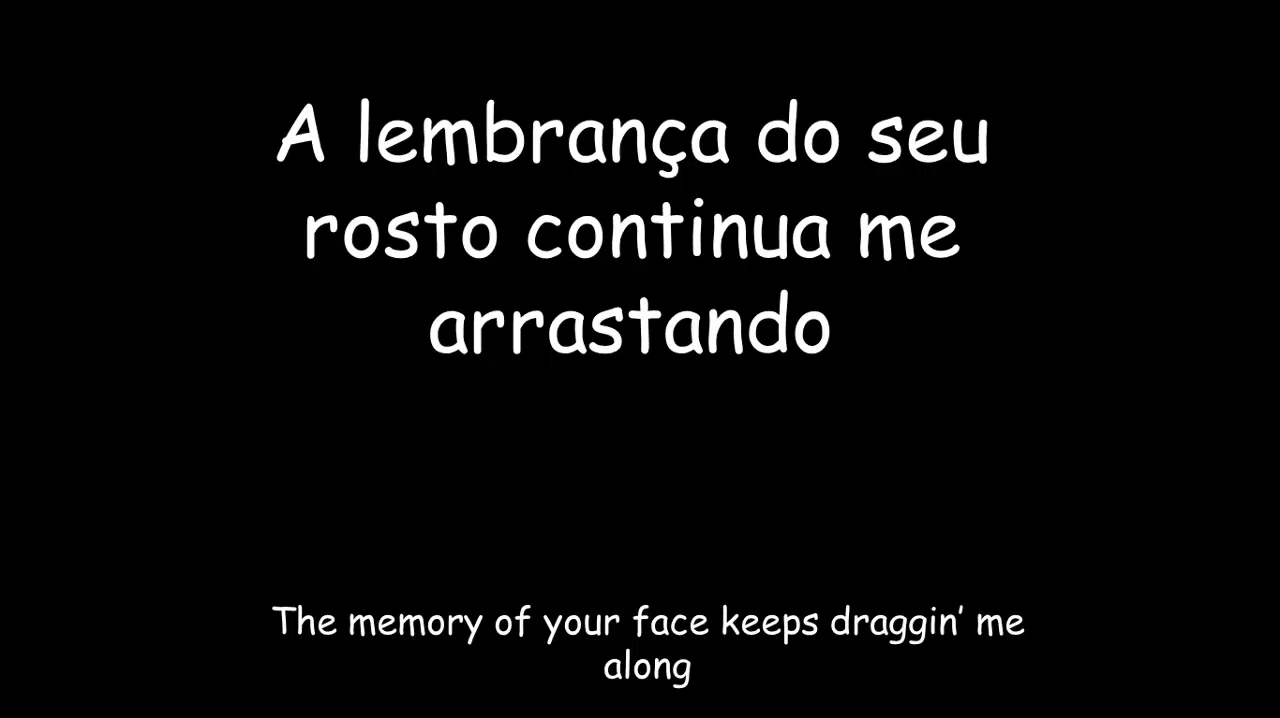 A lembrança do seu
rosto continua me
arrastando
The memory of your face keeps draggin’ me
along